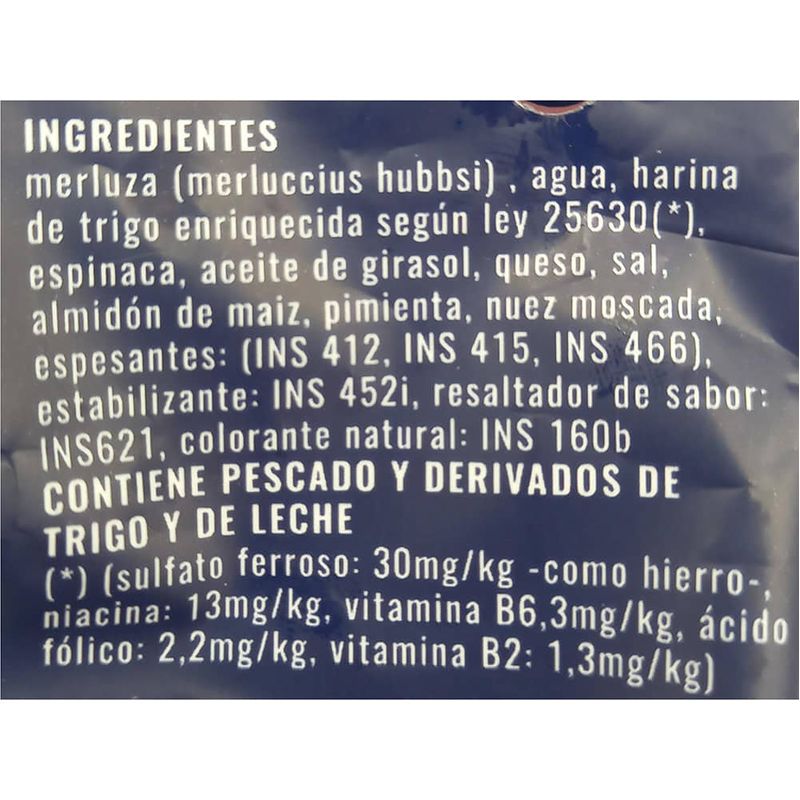 INGREDIENTES
merluza (merluccius hubbsi) , agua, harina
de trigo enriquecida según ley 25630(*),
espinaca, aceite de girasol, queso, sal,
almidón de maiz, pimienta, nuez moscada,
espesantes: (INS 412, INS 415, INS 466),
estabilizante: INS 452i, resaltador de sabor:
INS621, colorante natural: INS 160b
CONTIENE PESCADO Y DERIVADOS DE
TRIGO Y DE LECHE
(*) (sulfato ferroso: 30mg/kg -como hierro-,
niacina: 13mg/kg, vitamina B6,3mg/kg, ácido
fólico: 2,2mg/kg, vitamina B2: 1,3mg/kg)